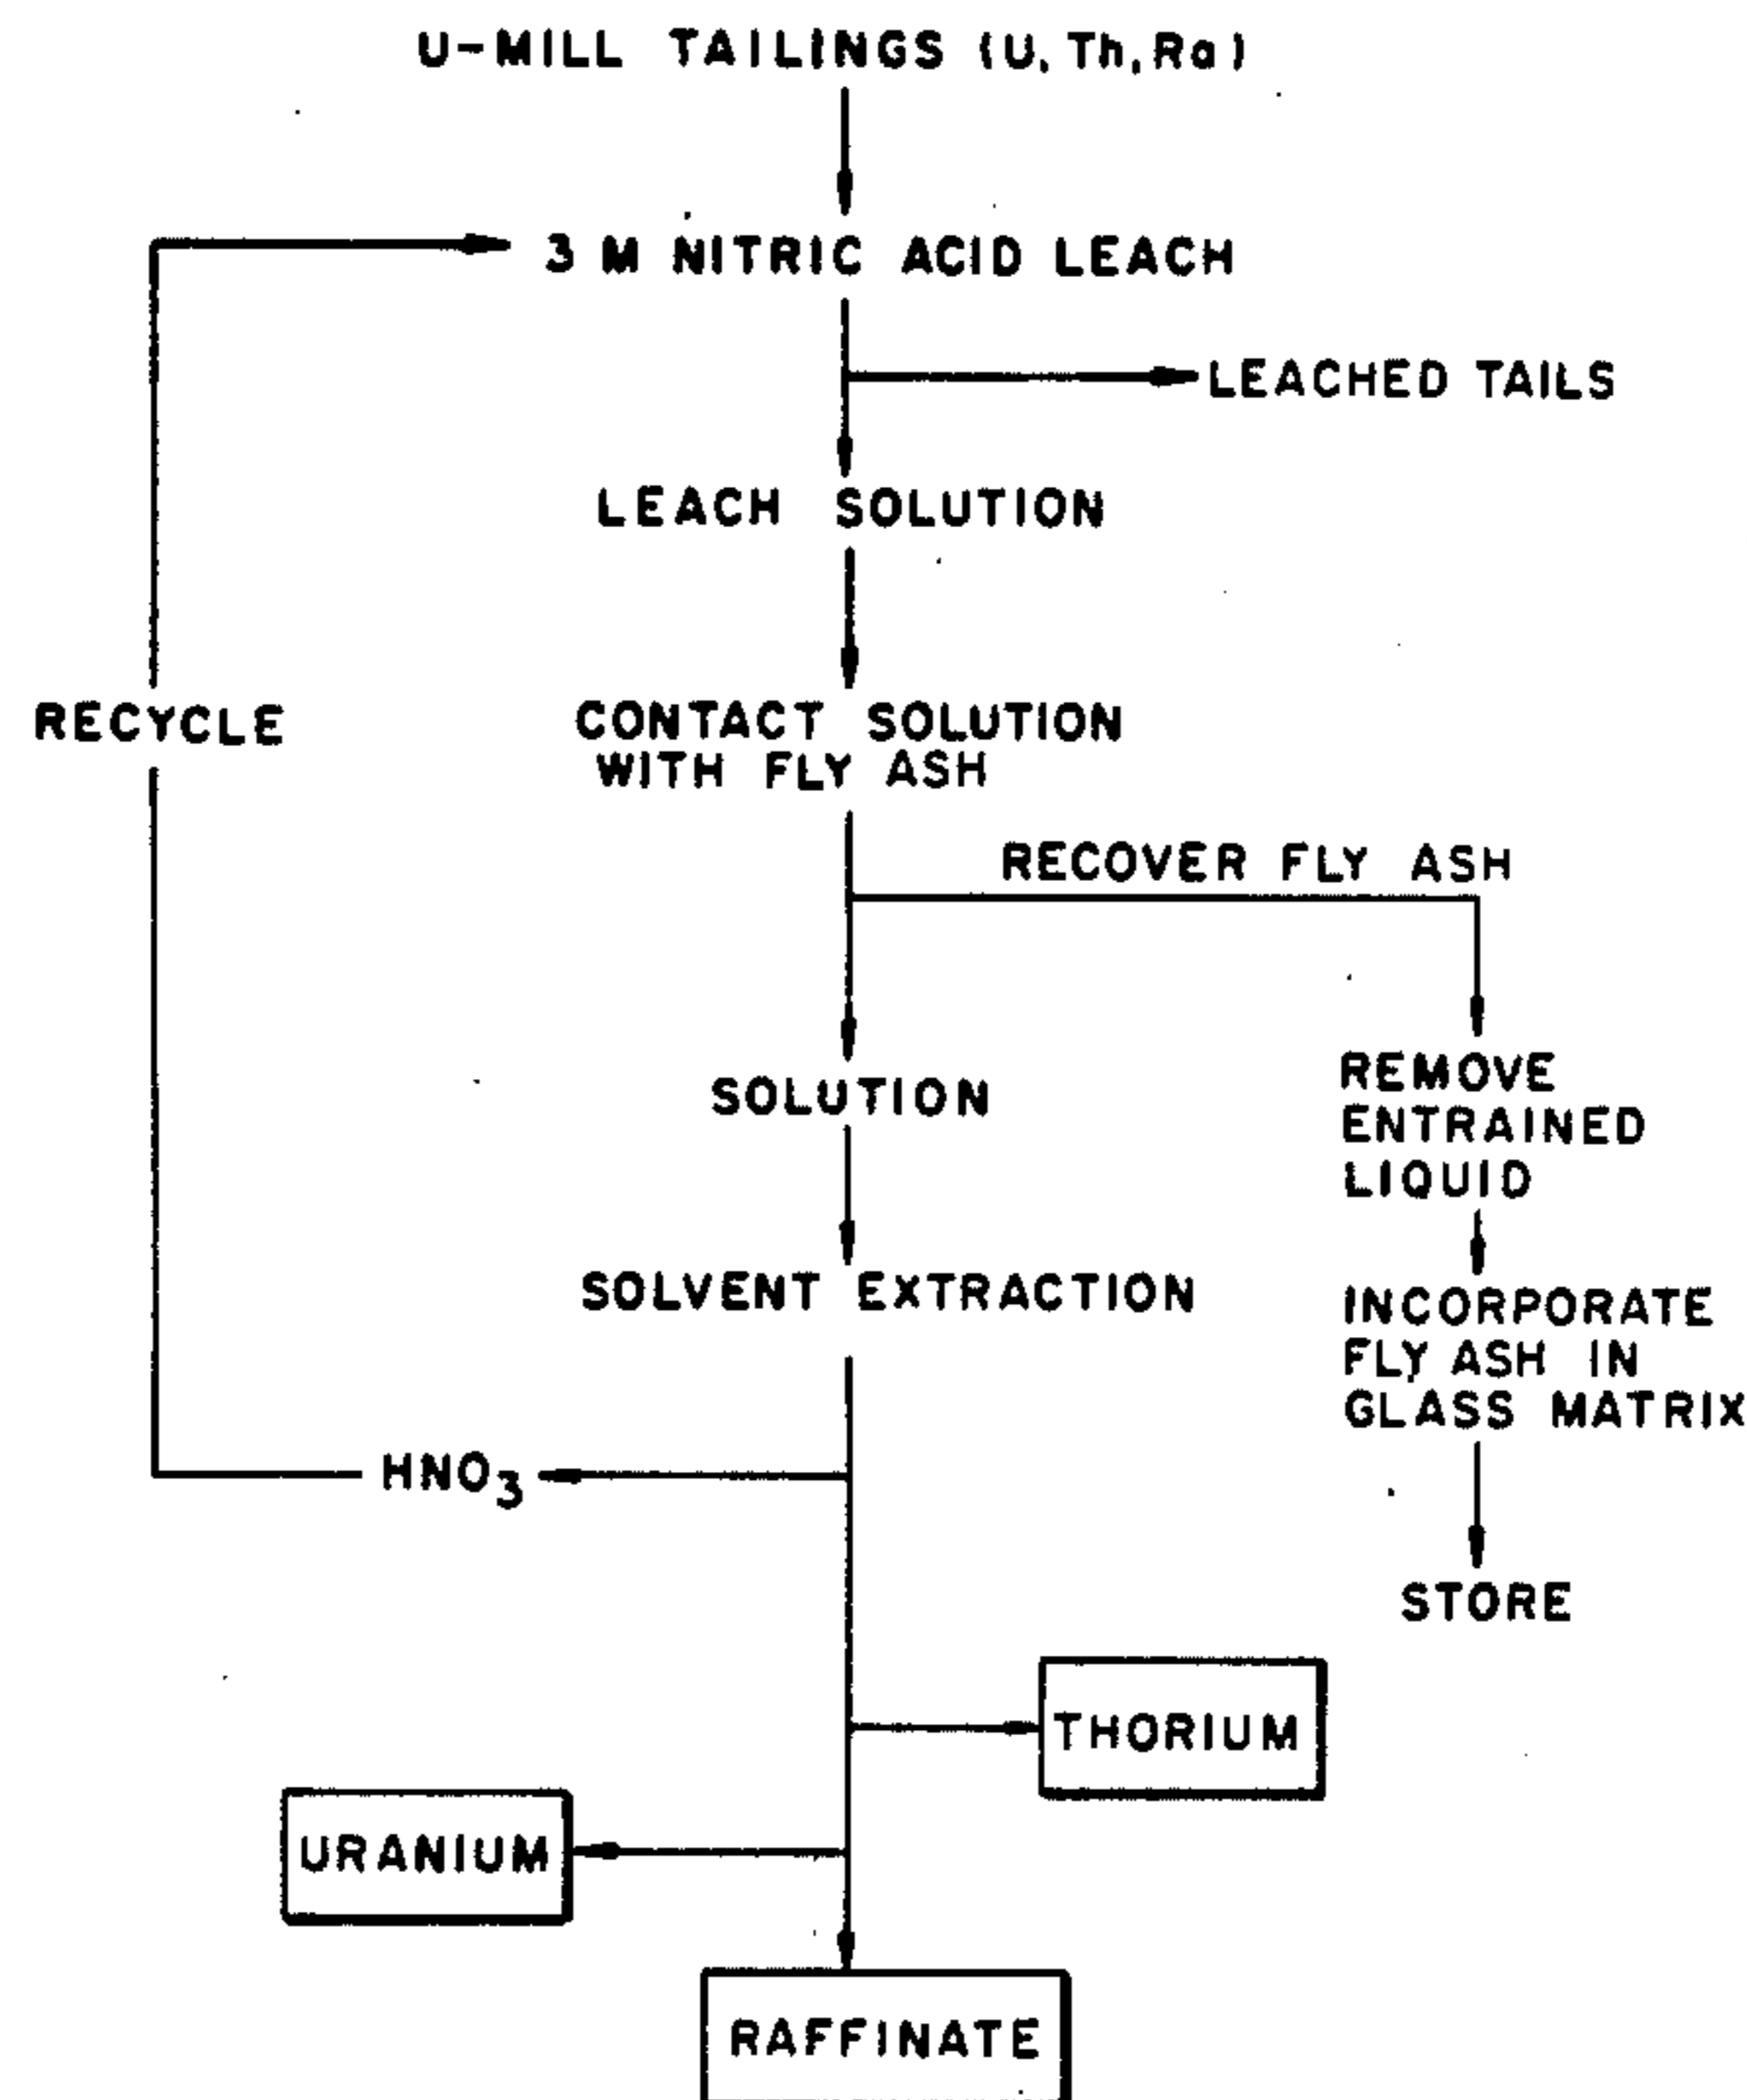 U-MILL TAILINGS (U, Th, Ra)
3 M NITRIC ACID LEACH
LEACHED TAILS
LEACH SOLUTION
RECYCLE
CONTACT SOLUTION
WITH FLY ASH
RECOVER FLY ASH
SOLUTION
REMOVE
ENTRAINED
LIQUID
SOLVENT EXTRACTION
INCORPORATE
FLY ASH IN
GLASS MATRIX
HNO3
STORE
THORIUM
URANIUM
RAFFINATE